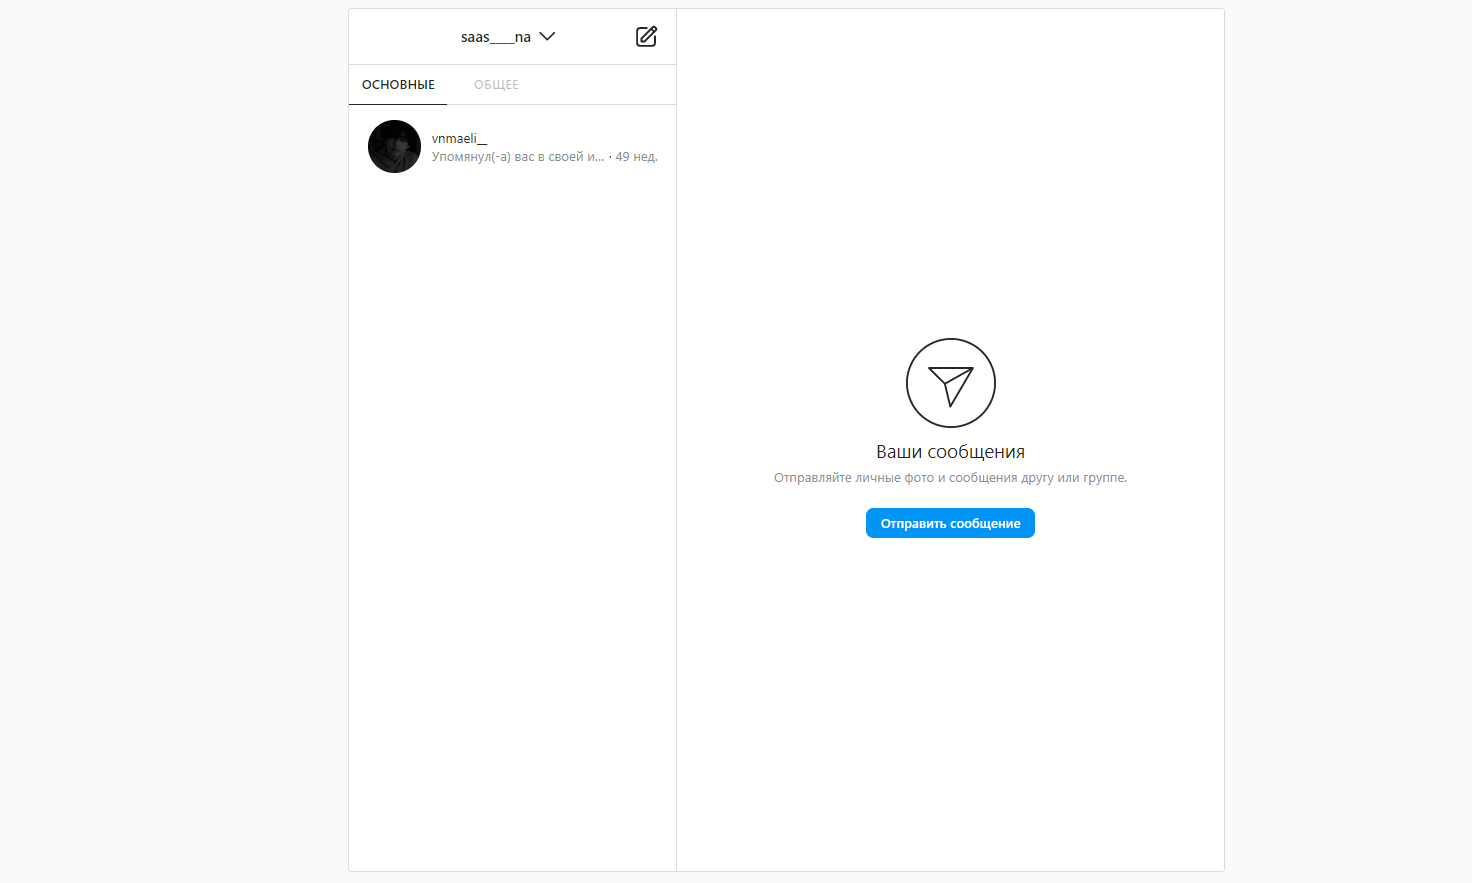 saas____na
ОСНОВНЫЕ
ОБЩЕЕ
vnmaeli__
Упомянул(-а) вас в своей и... · 49 нед.
Ваши сообщения
Отправляйте личные фото и сообщения другу или группе.
Отправить сообщение